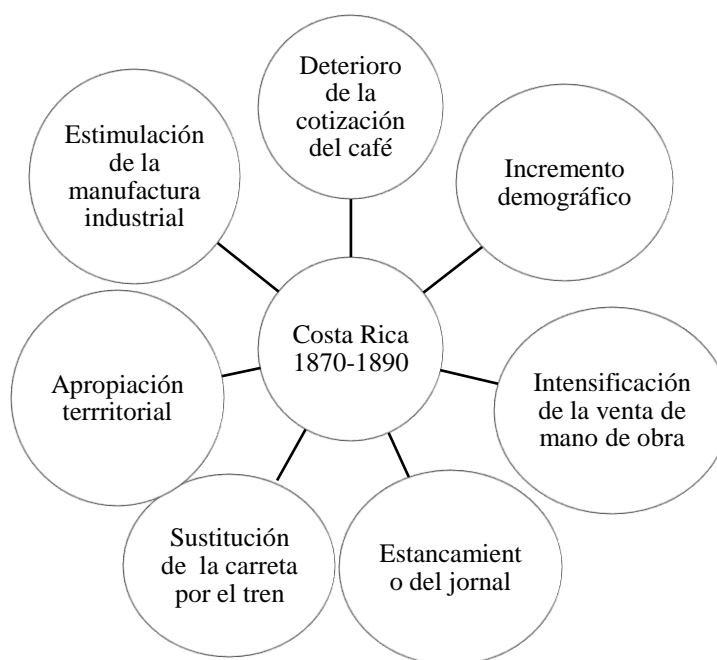 Deterioro
de la
cotización
del café
Incremento
demográfico
Intensificación
de la venta de
mano de obra
Estancamient
o del jornal
Sustitución
de la carreta
por el tren
Apropiación
terrritorial
Estimulación
de la
manufactura
industrial
Costa Rica
1870-1890